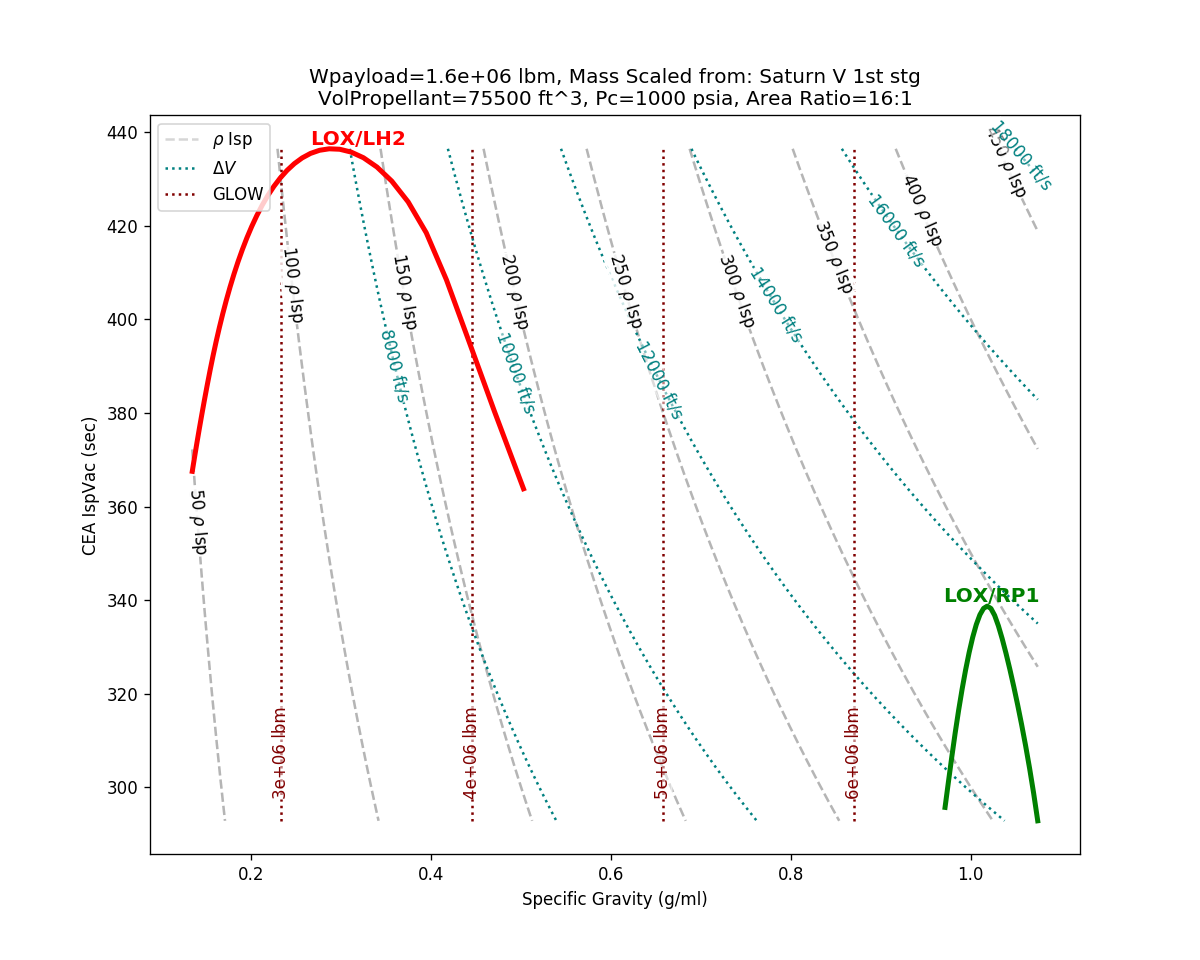 Wpayload=1.6e+06 lbm, Mass Scaled from: Saturn V 1st stg
VolPropellant=75500 ft^3, Pc=1000 psia, Area Ratio=16:1
ρ Isp
ΔV
GLOW
LOX/LH2
LOX/RP1
50 ρ Isp
100 ρ Isp
150 ρ Isp
200 ρ Isp
250 ρ Isp
300 ρ Isp
350 ρ Isp
400 ρ Isp
450 ρ Isp
8000 ft/s
10000 ft/s
12000 ft/s
14000 ft/s
16000 ft/s
18000 ft/s
3e+06 lbm
4e+06 lbm
5e+06 lbm
6e+06 lbm
CEA IspVac (sec)
440
420
400
380
360
340
320
300
0.2
0.4
0.6
0.8
1.0
Specific Gravity (g/ml)